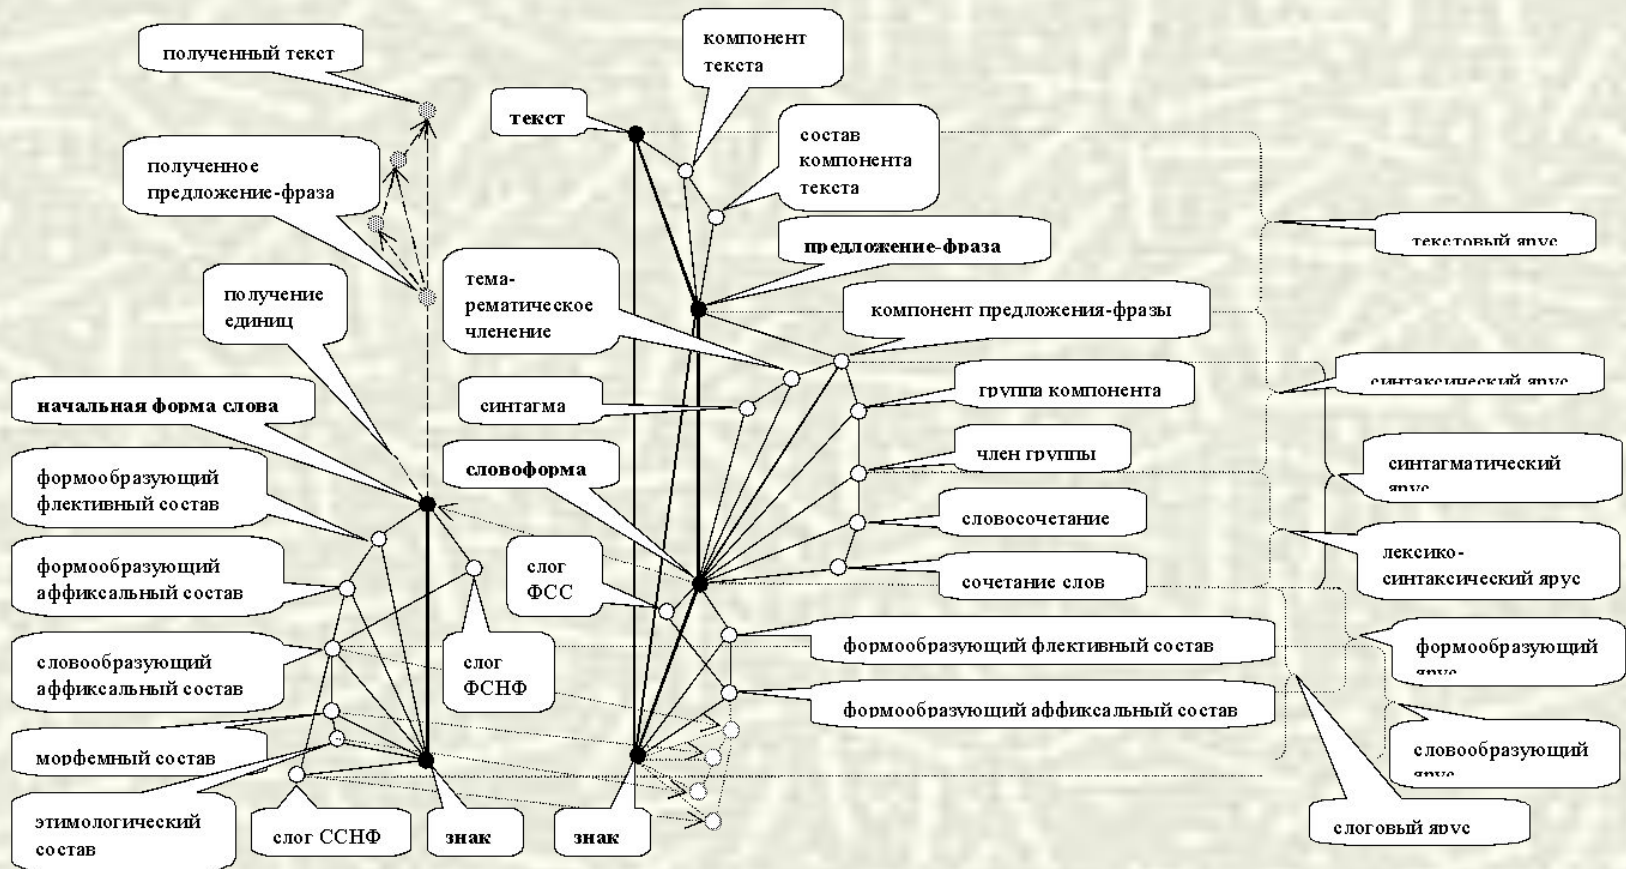 полученный текст
компонент
текста
текст
состав
компонента
текста
полученное
предложение-фраза
предложение-фраза
текстовый ярус
тема-
рематическое
членение
получение
единиц
компонент предложения-фразы
синтаксический ярус
группа компонента
начальная форма слова
синтагма
член группы
словоформа
синтагматический
ярус
формообразующий
флективный состав
словосочетание
лексико-
синтаксический ярус
формообразующий
аффиксальный состав
слог
ФСС
сочетание слов
словообразующий
аффиксальный состав
слог
ФСНФ
формообразующий флективный состав
формообразующий
ярус
формообразующий аффиксальный состав
морфемный состав
словообразующий
ярус
этимологический
состав
слог ССНФ
знак
знак
слоговый ярус